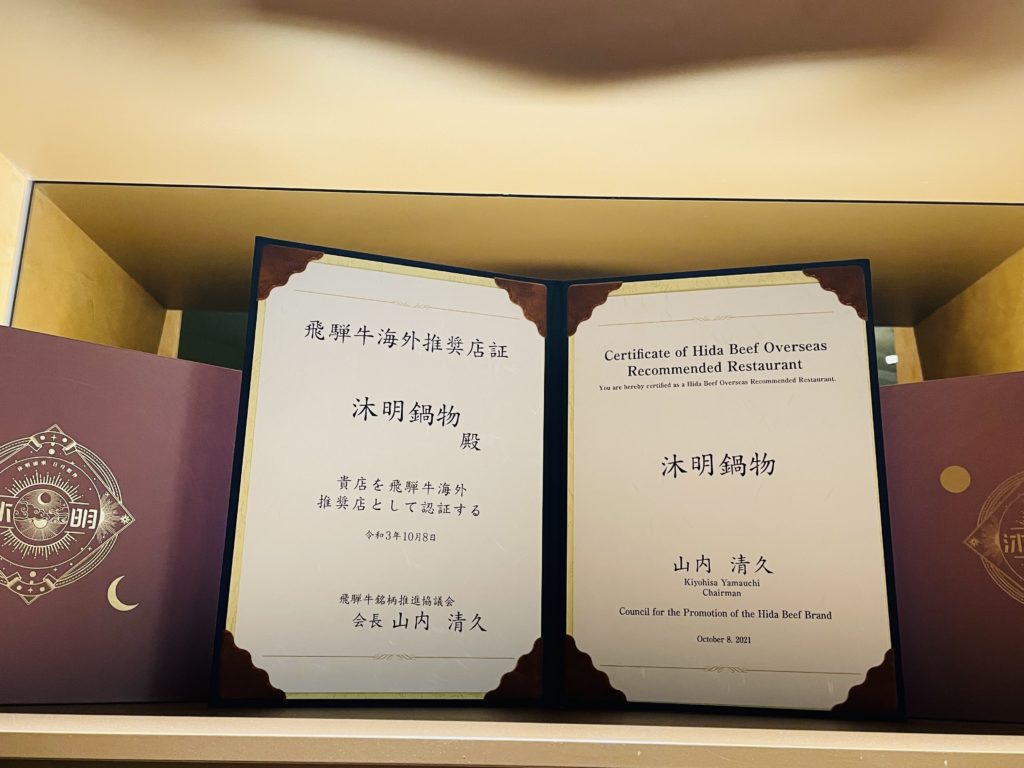 飛騨牛海外推奨店証
沐明鍋物
殿
貴店を飛騨牛海外
推奨店として認証する
令和3年10月8日
飛騨牛銘柄推進協議会
会長 山内 清久
Certificate of Hida Beef Overseas
Recommended Restaurant
You are hereby certified as a Hida Beef Overseas Recommended Restaurant.
沐明鍋物
山内 清久
Kiyohisa Yamauchi
Chairman
Council for the Promotion of the Hida Beef Brand
October 8, 2021
沐明
沐